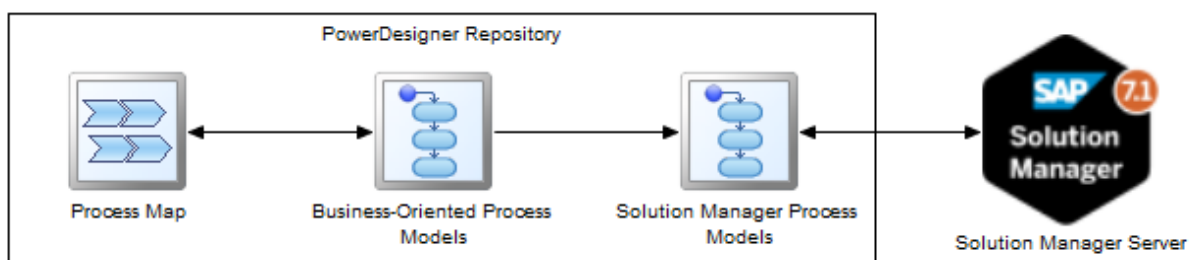 PowerDesigner Repository
SAP 7.1
Solution
Manager
Process Map
Business-Oriented Process
Models
Solution Manager Process
Models
Solution Manager Server